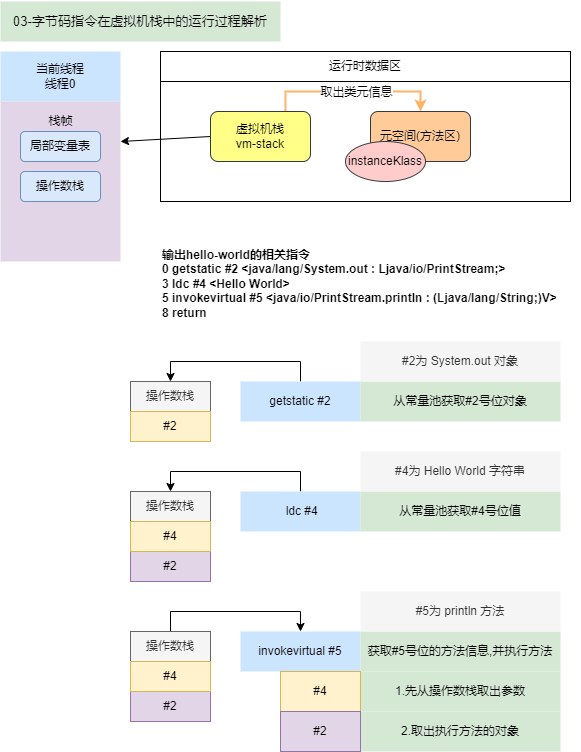 03-字节码指令在虚拟机栈中的运行过程解析
当前线程
线程0
栈帧
局部变量表
操作数栈
运行时数据区
取出类元信息
虚拟机栈
vm-stack
元空间(方法区)
instanceKlass
输出hello-world的相关指令
0 getstatic #2 <java/lang/System.out : Ljava/io/PrintStream;>
3 ldc #4 <Hello World>
5 invokevirtual #5 <java/io/PrintStream.println : (Ljava/lang/String;)V>
8 return
#2为 System.out 对象
操作数栈
getstatic #2
从常量池获取#2号位对象
#2
#4为 Hello World 字符串
操作数栈
ldc #4
从常量池获取#4号位值
#4
#2
#5为 println 方法
操作数栈
invokevirtual #5
获取#5号位的方法信息,并执行方法
#4
#4
1.先从操作数栈取出参数
#2
#2
2.取出执行方法的对象